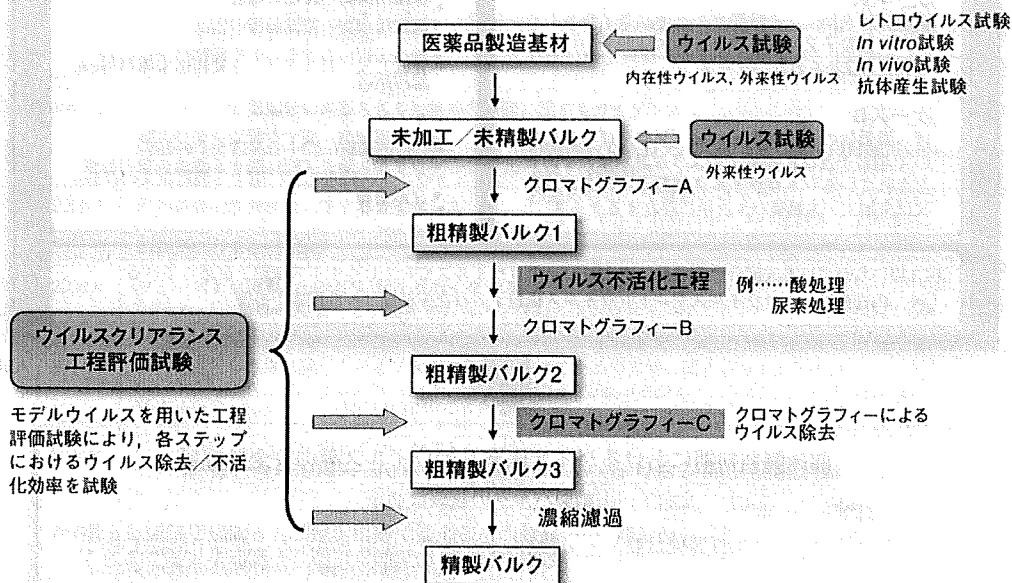 医薬品製造基材
ウイルス試験
内在性ウイルス，外来性ウイルス
レトロウイルス試験
In vitro試験
In vivo試験
抗体産生試験
未加工／未精製バルク
ウイルス試験
外来性ウイルス
クロマトグラフィーA
粗精製バルク1
ウイルス不活化工程
例……酸処理
尿素処理
クロマトグラフィーB
ウイルスクリアランス
工程評価試験
モデルウイルスを用いた工程
評価試験により，各ステップ
におけるウイルス除去／不活
化効率を試験
粗精製バルク2
クロマトグラフィーC
クロマトグラフィーによる
ウイルス除去
粗精製バルク3
濃縮濾過
精製バルク